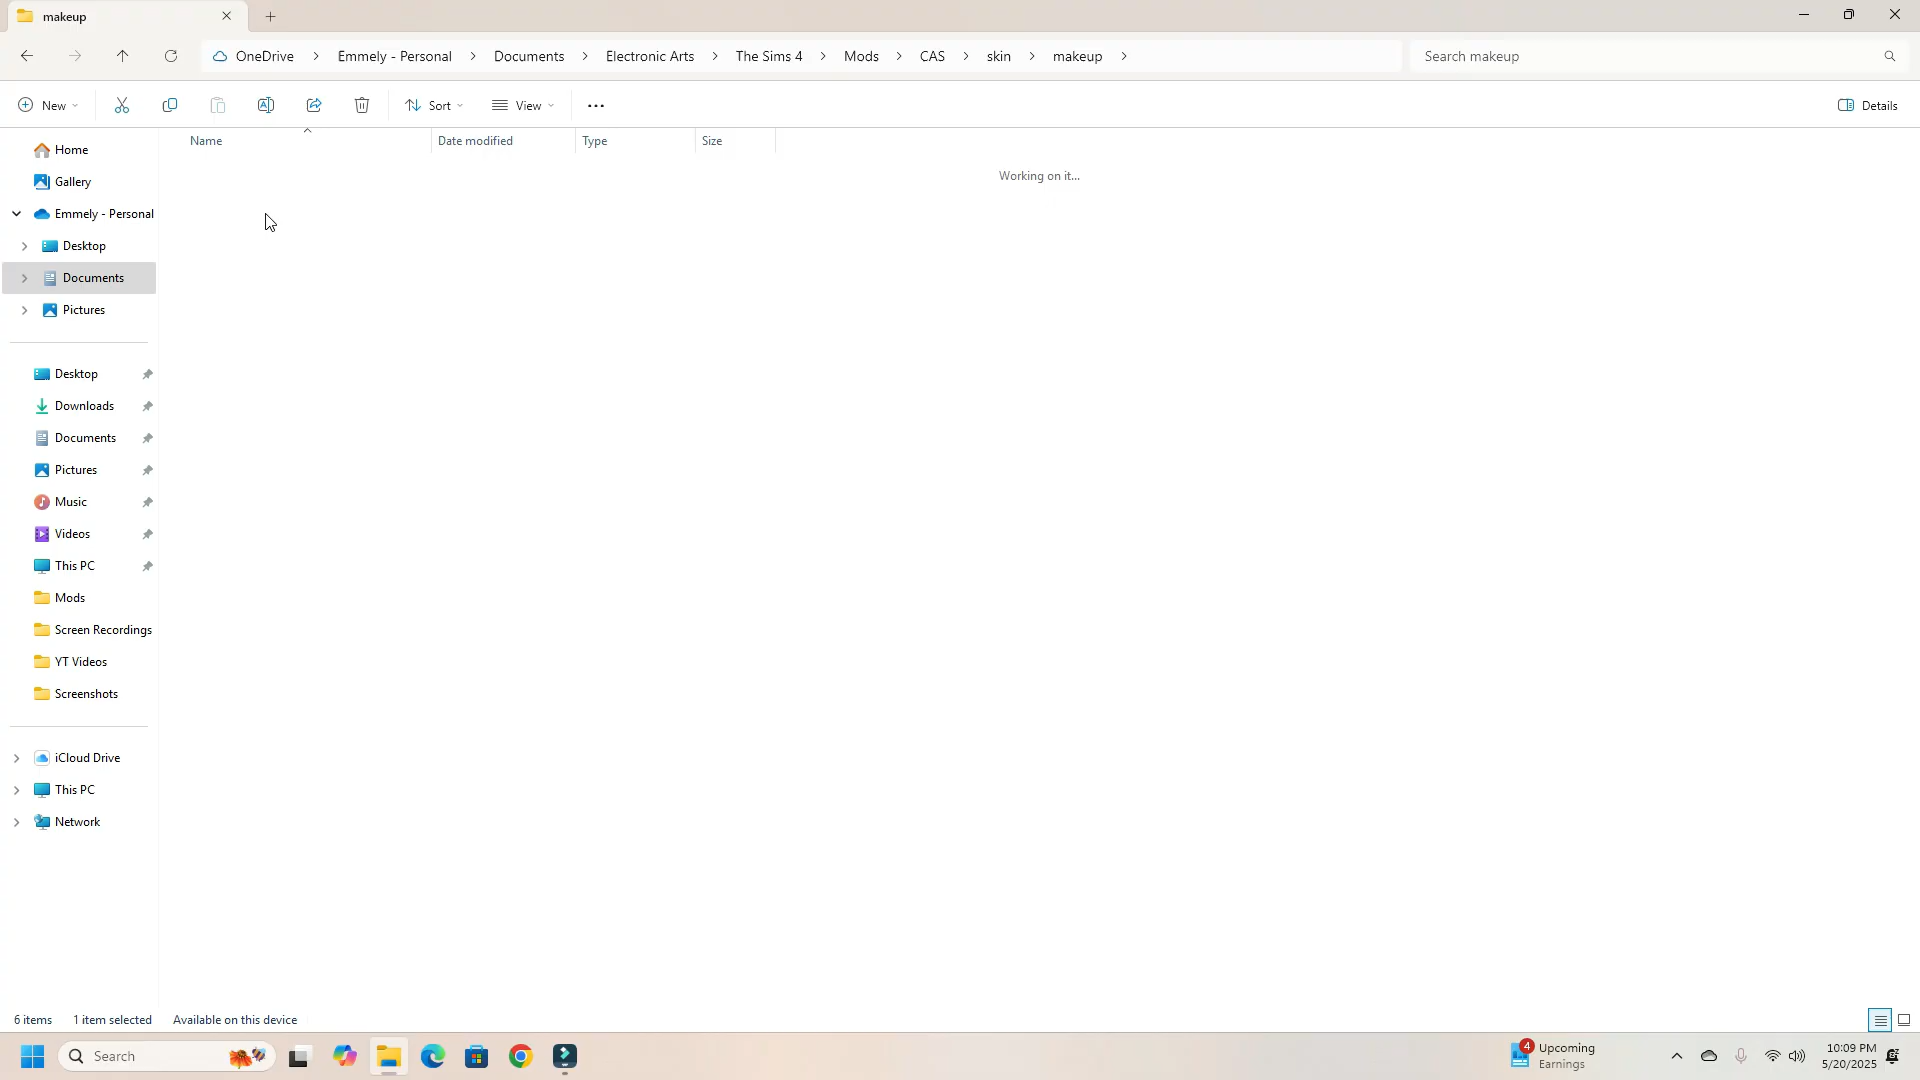 makeup
OneDrive > Emmely - Personal > Documents > Electronic Arts > The Sims 4 > Mods > CAS > skin > makeup >
Search makeup
New
Sort
View
Details
Name
Date modified
Type
Size
Working on it...
Home
Gallery
Emmely - Personal
Desktop
Documents
Pictures
Desktop
Downloads
Documents
Pictures
Music
Videos
This PC
Mods
Screen Recordings
YT Videos
Screenshots
iCloud Drive
This PC
Network
6 items 1 item selected Available on this device
Search
4
Upcoming
Earnings
10:09 PM
5/20/2025